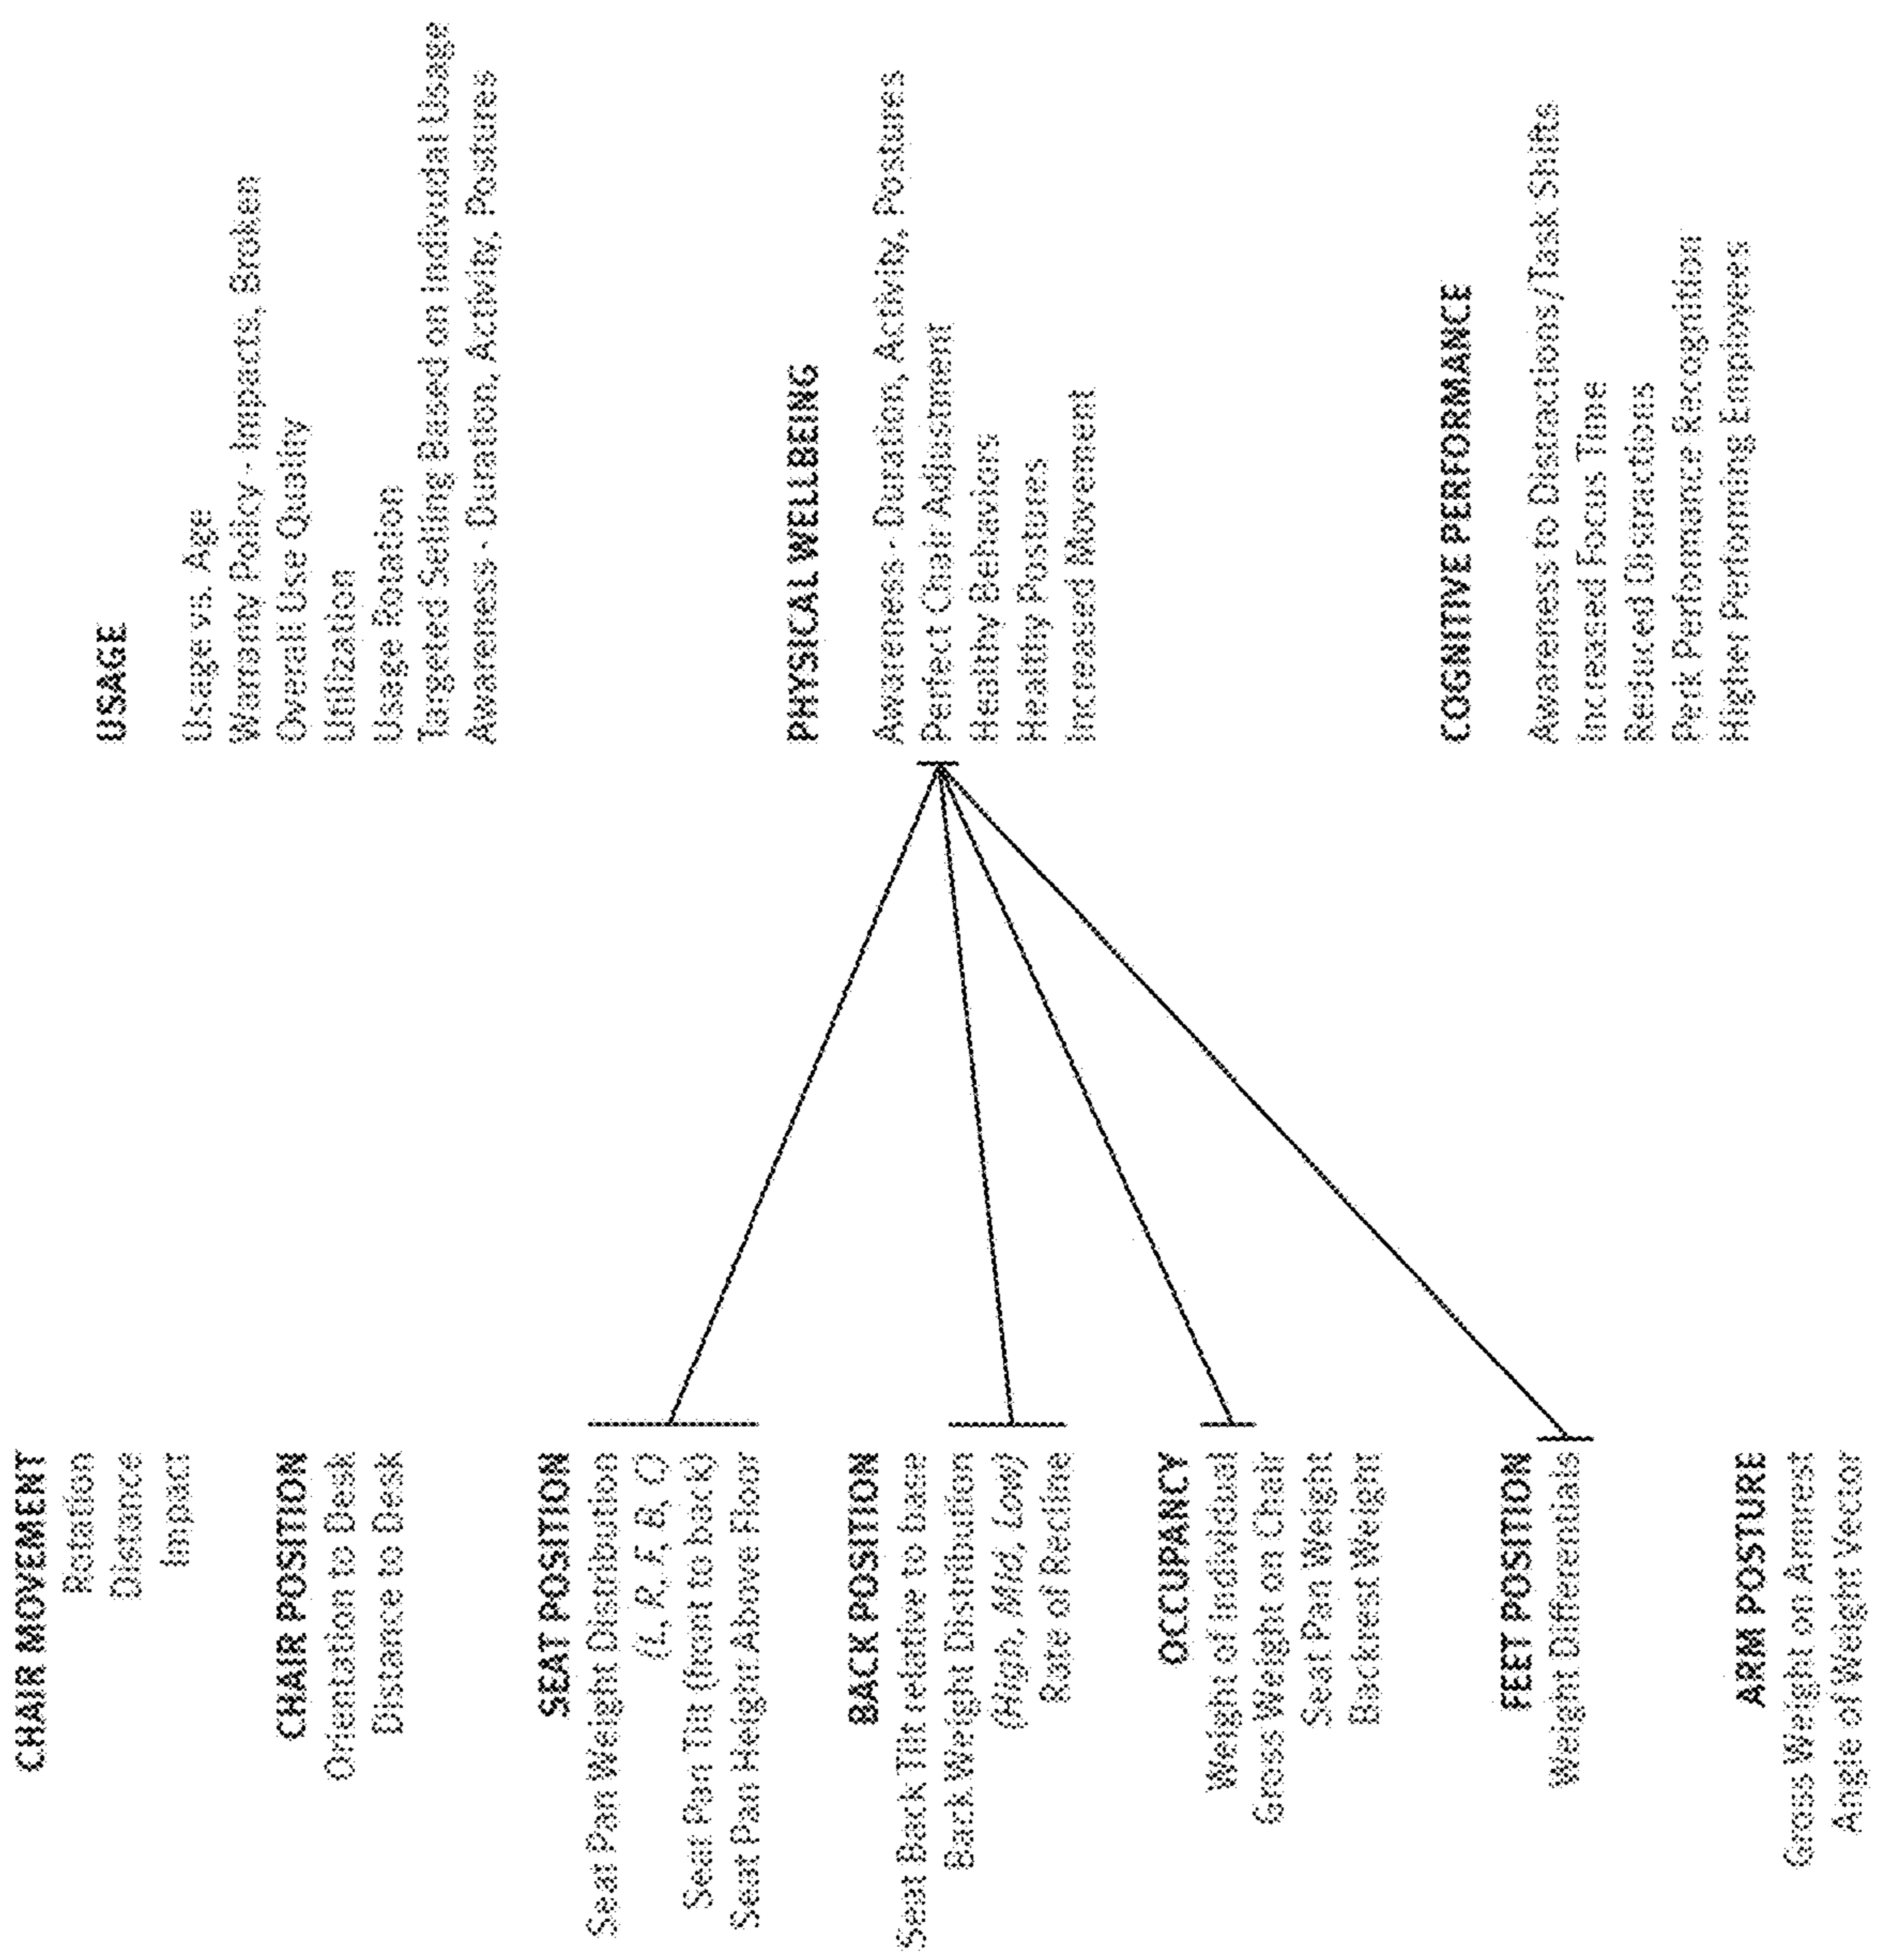 CHAIR MOVEMENT
Rotation
Distance
Impact
CHAIR POSITION
Orientation to Desk
Distance to Desk
SEAT POSITION
Seat Pan Weight Distribution
(L, R, F, B, C)
Seat Pan Tilt (front to back)
Seat Pan Height Above Floor
BACK POSITION
Seat Back Tilt relative to base
Back Weight Distribution
(High, Mid, Low)
Rate of Recline
OCCUPANCY
Weight of Individual
Gross Weight on Chair
Seat Pan Weight
Backrest Weight
FEET POSITION
Weight Differentials
ARM POSTURE
Gross Weight on Armrest
Angle of Weight Vector
USAGE
Usage vs. Age
Warranty Policy - Impacts, Broken
Overall Use Quality
Utilization
Usage Rotation
Targeted Selling Based on Indivudal Usage
Awareness - Duration, Activity, Postures
PHYSICAL WELLBEING
Awareness - Duration, Activity, Postures
Perfect Chair Adjustment
Healthy Behaviors
Healthy Postures
Increased Movement
COGNITIVE PERFORMANCE
Awareness to Distractions/Task Shifts
Increased Focus Time
Reduced Distractions
Perk Performance Recognition
Higher Performing Employees